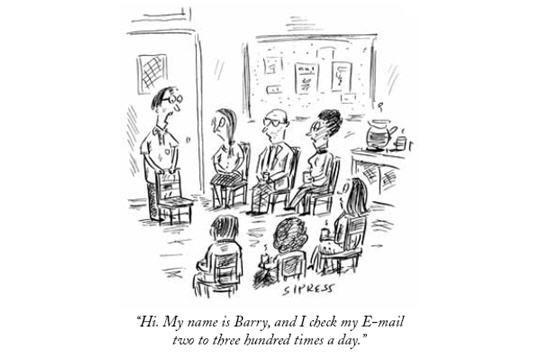 SIPRESS
“Hi. My name is Barry, and I check my E-mail
two to three hundred times a day.”